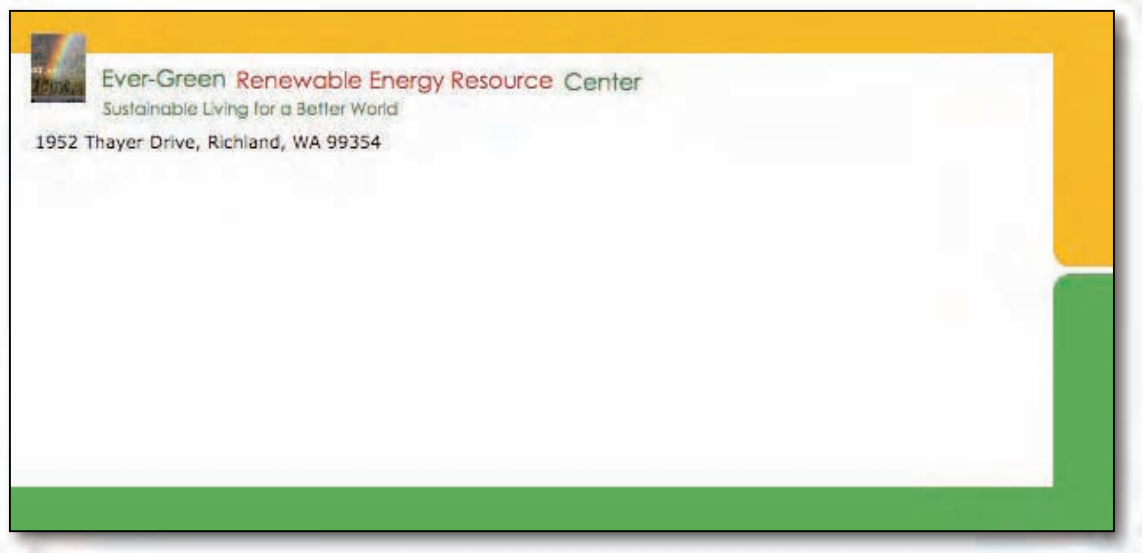 Ever-Green Renewable Energy Resource Center
Sustainable Living for a Better World
1952 Thayer Drive, Richland, WA 99354